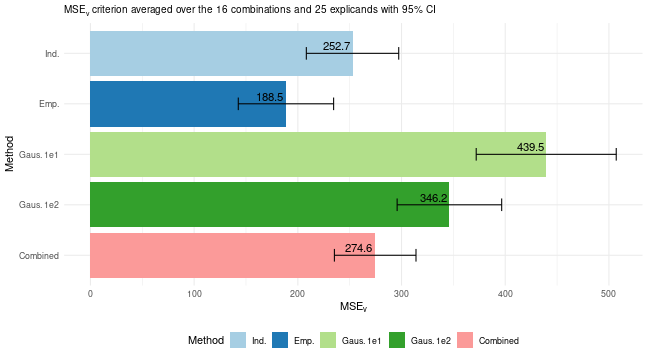 MSEv criterion averaged over the 16 combinations and 25 explicands with 95% CI
Method
Ind.
252.7
Emp.
188.5
Gaus. 1e1
439.5
Gaus. 1e2
346.2
Combined
274.6
0 100 200 300 400 500
MSEv
Method Ind. Emp. Gaus. 1e1 Gaus. 1e2 Combined